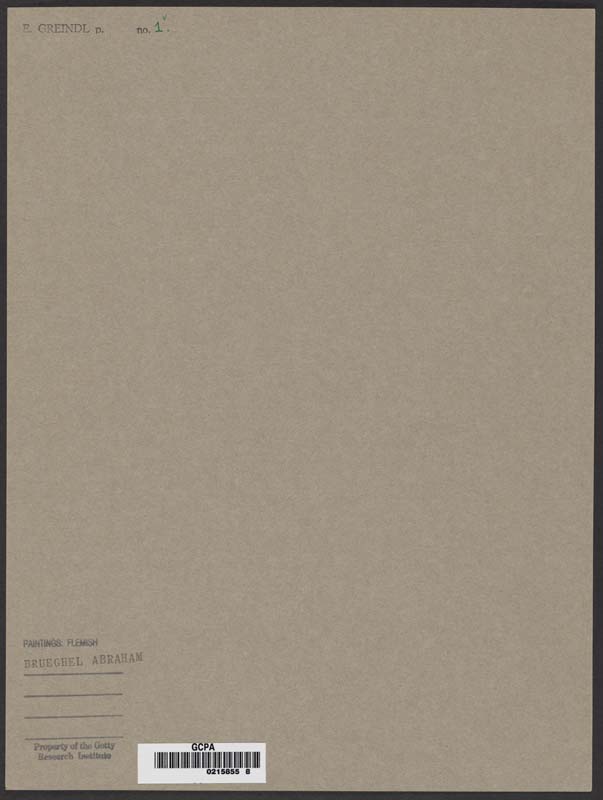 E. GREINDL p. no. 1.
PAINTINGS: FLEMISH
BRUEGHEL ABRAHAM
Property of the Getty
Research Institute
GCPA
0215855 8